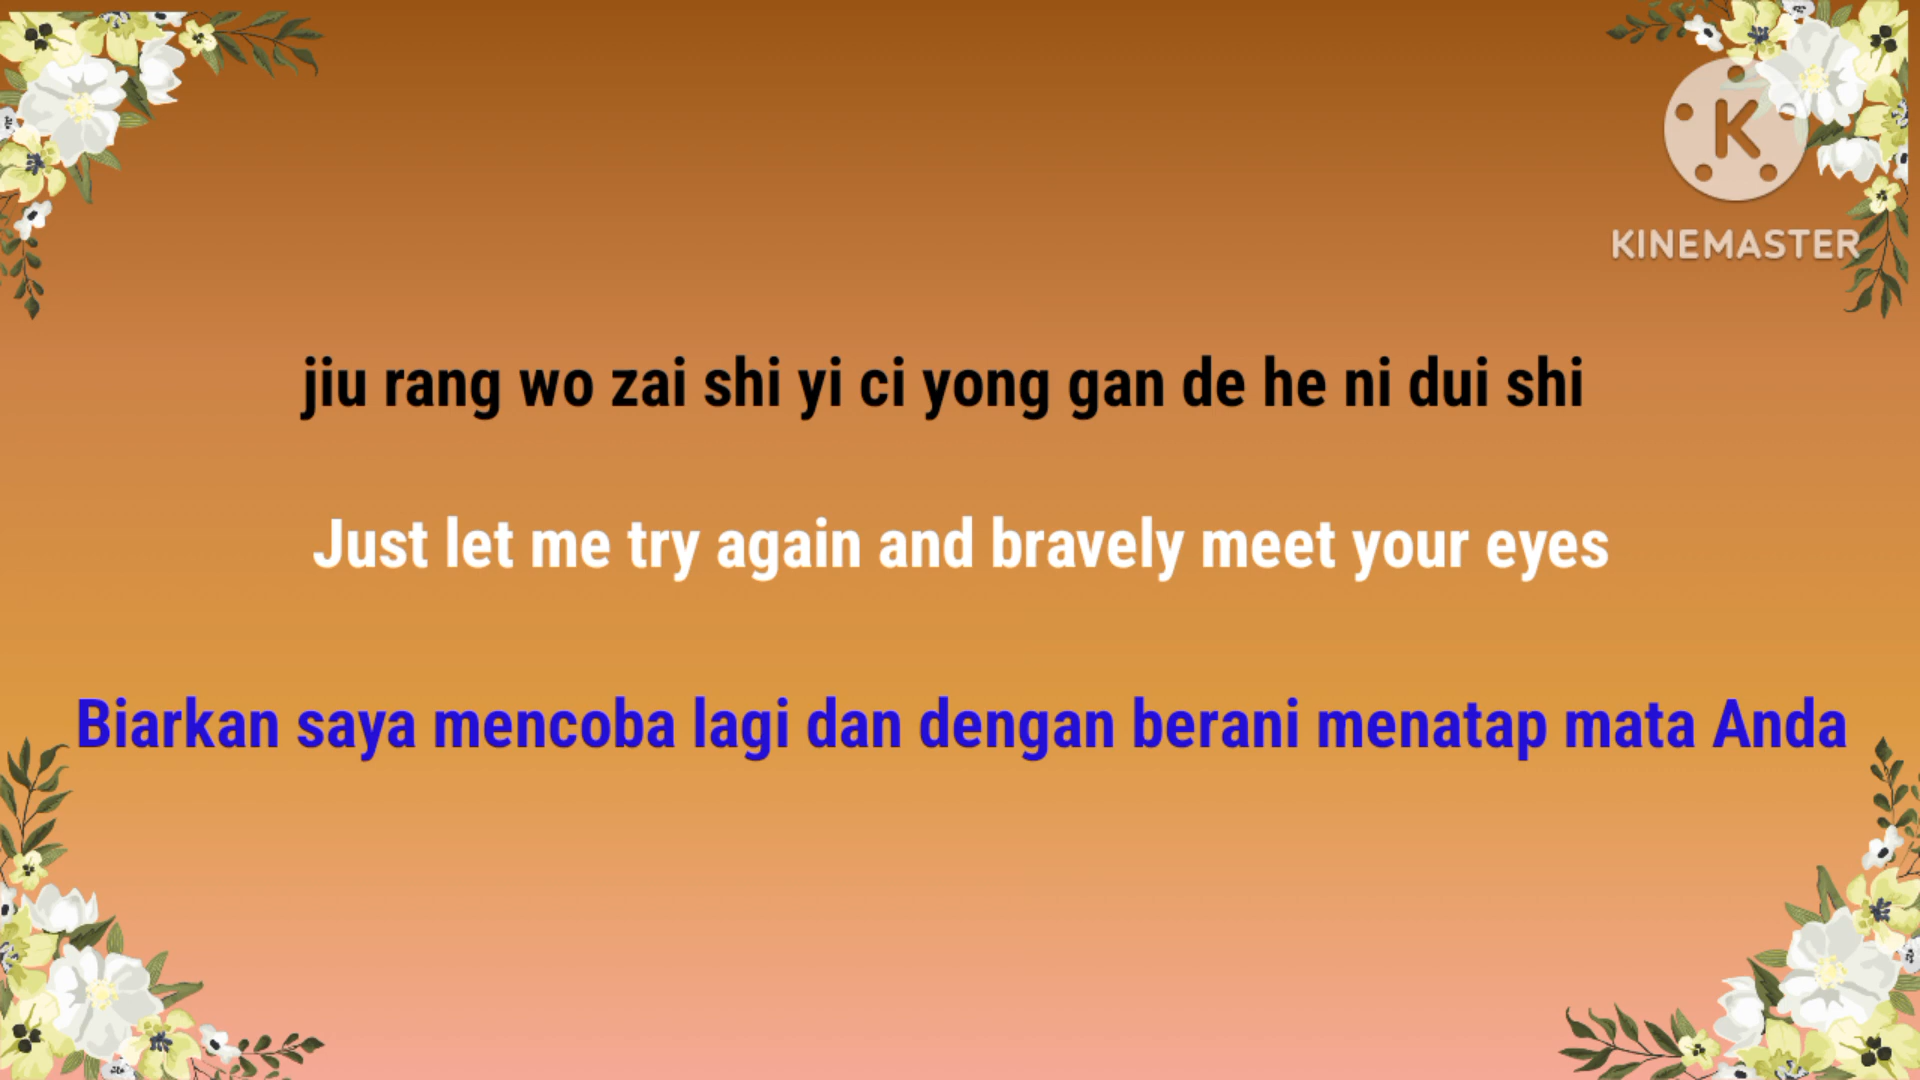 KINEMASTER
jiu rang wo zai shi yi ci yong gan de he ni dui shi
Just let me try again and bravely meet your eyes
Biarkan saya mencoba lagi dan dengan berani menatap mata Anda